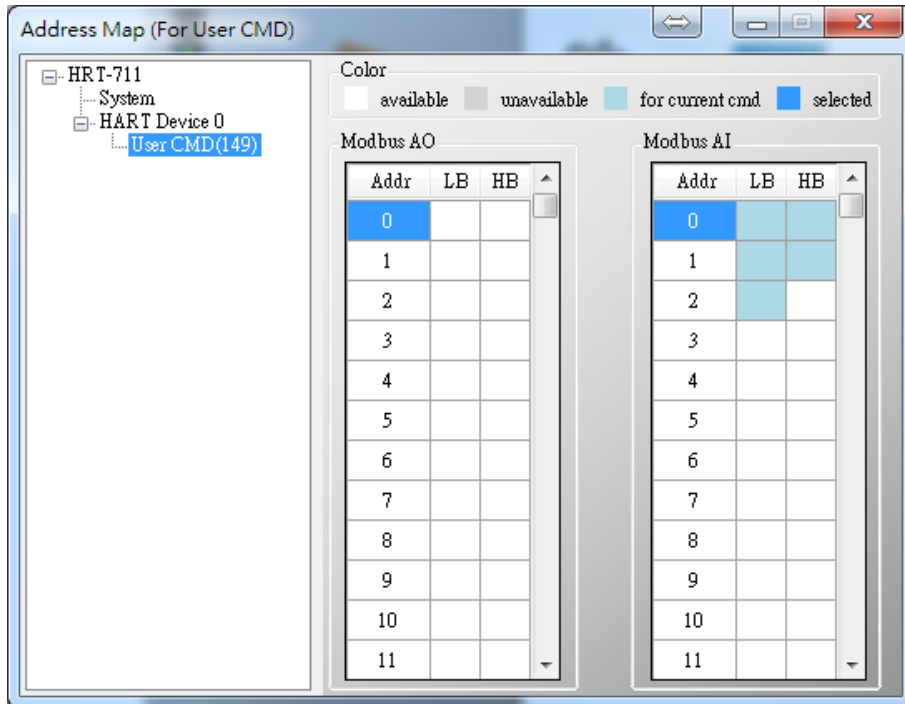 Address Map (For User CMD)
HRT-711
System
HART Device 0
User CMD(149)
Color
available unavailable for current cmd selected
Modbus AO
Addr LB HB
0
1
2
3
4
5
6
7
8
9
10
11
Modbus AI
Addr LB HB
0
1
2
3
4
5
6
7
8
9
10
11